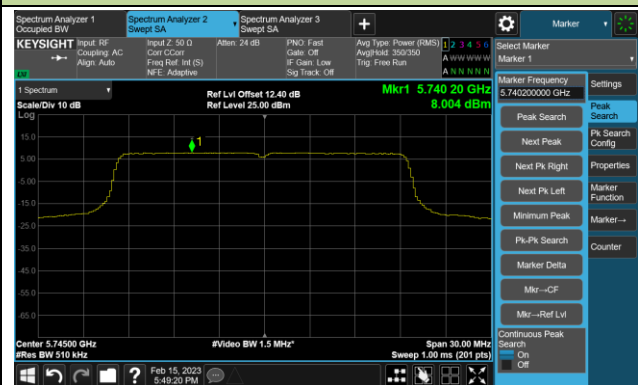 Spectrum Analyzer 1
Occupied BW
Spectrum Analyzer 2
Swept SA
Spectrum Analyzer 3
Swept SA
Marker
KEYSIGHT
Input: RF
Coupling: AC
Align: Auto
Input Z: 50 Ω
Corr CCorr
Freq Ref: Int (S)
NFE: Adaptive
Atten: 24 dB
PNO: Fast
Gate: Off
IF Gain: Low
Sig Track: Off
Avg Type: Power (RMS)
Avg|Hold: 350/350
Trig: Free Run
1 2 3 4 5 6
A W W W W W
A N N N N N
LXI
Select Marker
Marker 1
1 Spectrum
Scale/Div 10 dB
Log
Ref Lvl Offset 12.40 dB
Ref Level 25.00 dBm
Mkr1 5.740 20 GHz
8.004 dBm
15.0
5.00
-5.00
-15.0
-25.0
-35.0
-45.0
-55.0
-65.0
1
Center 5.74500 GHz
#Res BW 510 kHz
#Video BW 1.5 MHz*
Span 30.00 MHz
Sweep 1.00 ms (201 pts)
Marker Frequency
5.740200000 GHz
Peak Search
Next Peak
Next Pk Right
Next Pk Left
Minimum Peak
Pk-Pk Search
Marker Delta
Mkr→CF
Mkr→Ref Lvl
Continuous Peak
Search
On
Off
Settings
Peak
Search
Pk Search
Config
Properties
Marker
Function
Marker→
Counter
?
Feb 15, 2023
5:49:20 PM